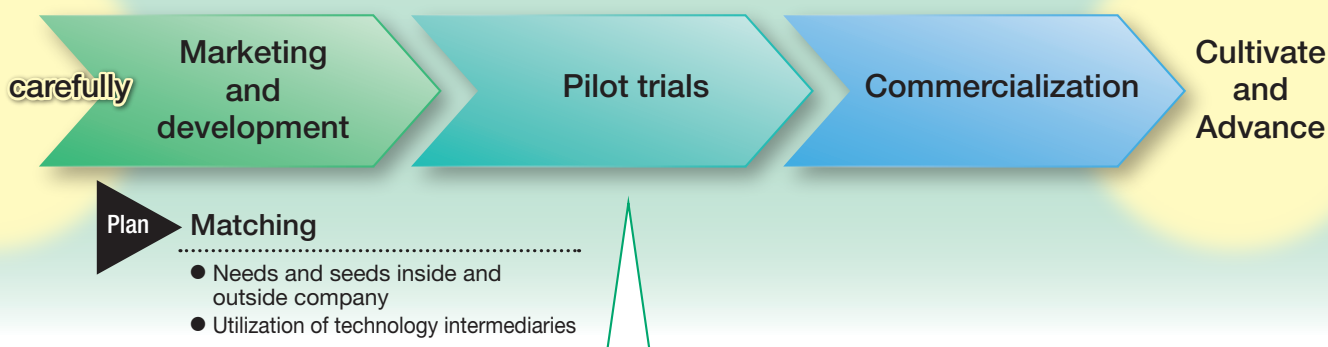 carefully
Marketing
and
development
Pilot trials
Commercialization
Cultivate
and
Advance
Plan
Matching
● Needs and seeds inside and
outside company
● Utilization of technology intermediaries